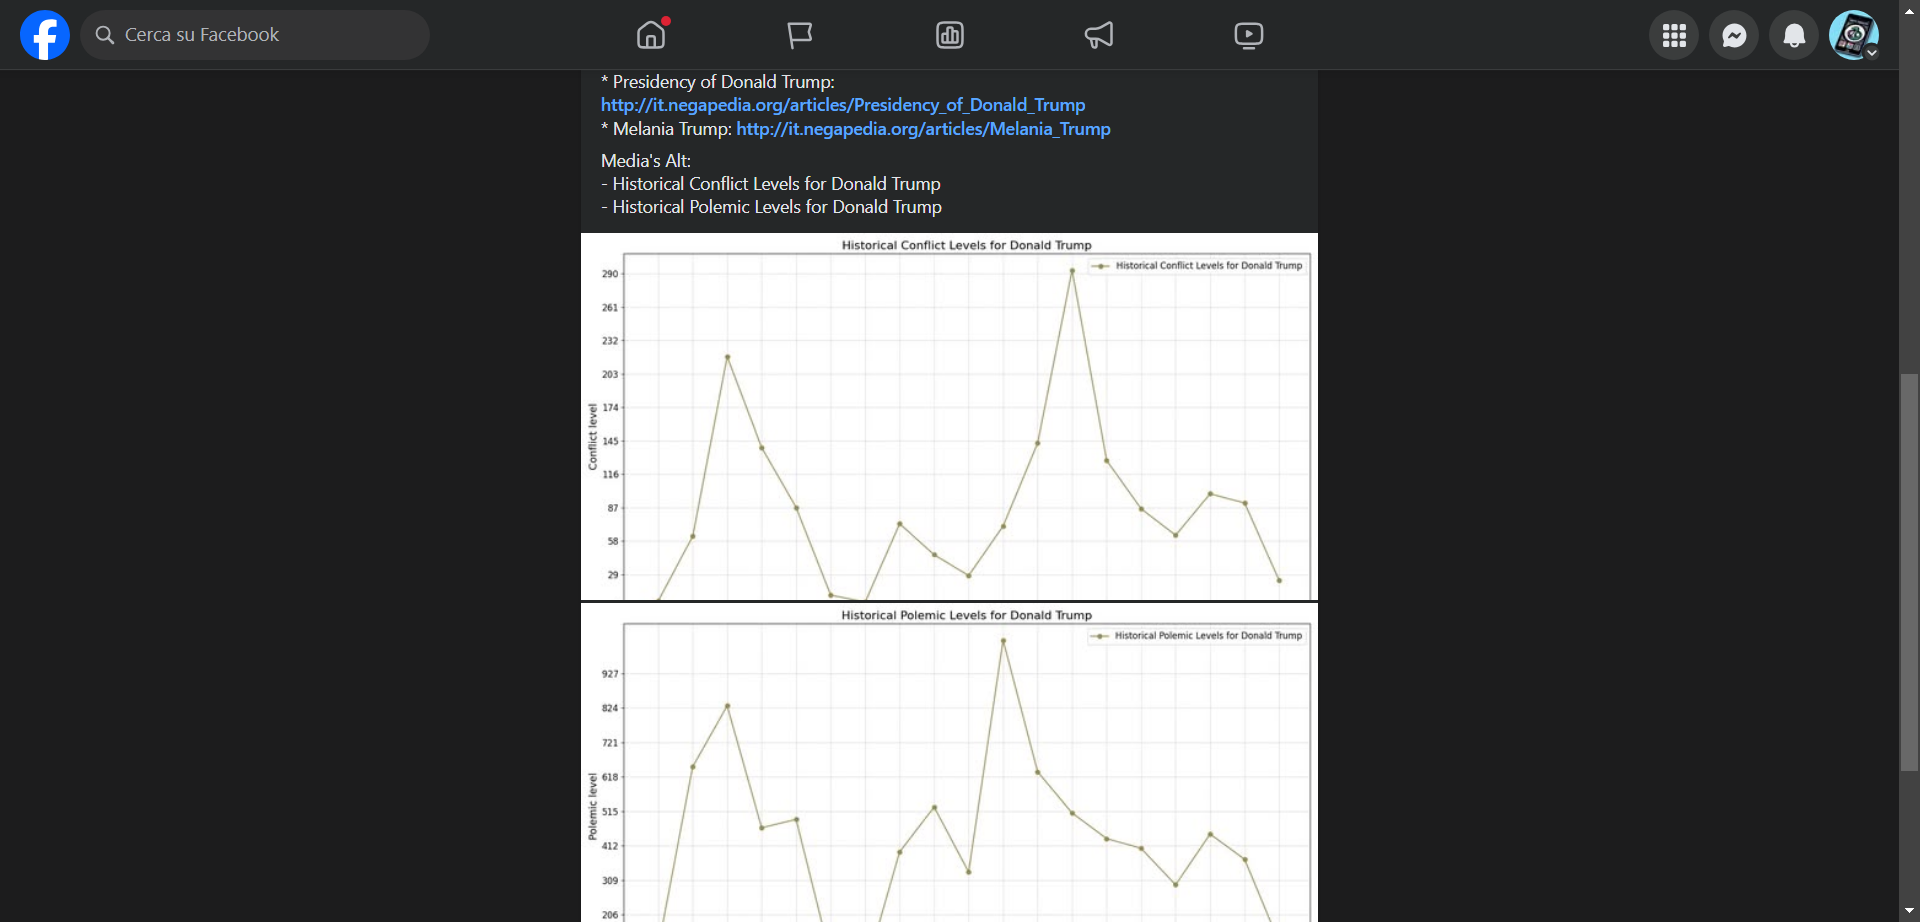 Cerca su Facebook
* Presidency of Donald Trump:
http://it.negapedia.org/articles/Presidency_of_Donald_Trump
* Melania Trump: http://it.negapedia.org/articles/Melania_Trump
Media's Alt:
- Historical Conflict Levels for Donald Trump
- Historical Polemic Levels for Donald Trump
Historical Conflict Levels for Donald Trump
Historical Conflict Levels for Donald Trump
290
261
232
203
174
145
116
87
58
29
Conflict level
Historical Polemic Levels for Donald Trump
Historical Polemic Levels for Donald Trump
927
824
721
618
515
412
309
206
Polemic level